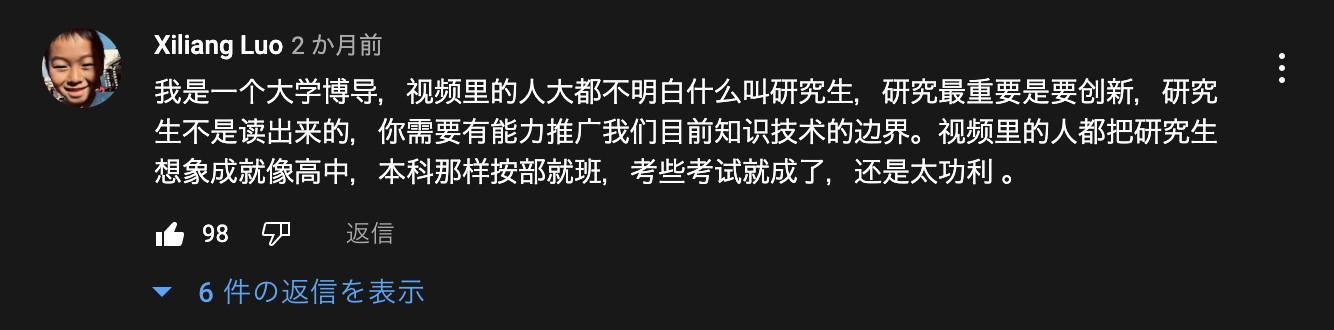 Xiliang Luo 2 か月前
我是一个大学博导，视频里的人大都不明白什么叫研究生，研究最重要是要创新，研究
生不是读出来的，你需要有能力推广我们目前知识技术的边界。视频里的人都把研究生
想象成就像高中，本科那样按部就班，考些考试就成了，还是太功利 。
98 返信
6 件の返信を表示